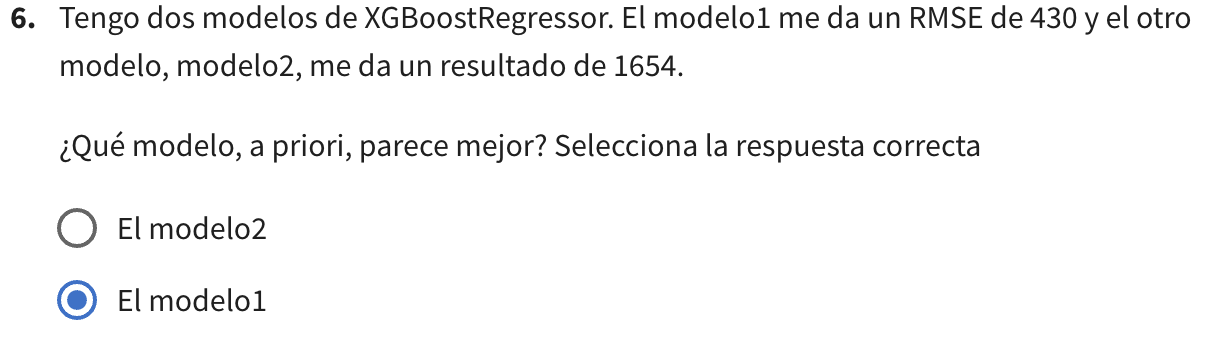 6. Tengo dos modelos de XGBoostRegressor. El modelo1 me da un RMSE de 430 y el otro
modelo, modelo2, me da un resultado de 1654.
¿Qué modelo, a priori, parece mejor? Selecciona la respuesta correcta
El modelo2
El modelo1